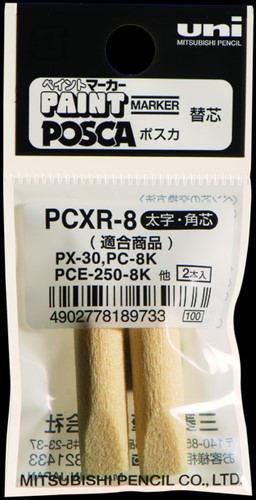 uni
MITSUBISHI PENCIL
ペイントマーカー
PAINT MARKER 替芯
POSCA ポスカ
PCXR-8 太字・角芯
(適合商品)
PX-30,PC-8K
PCE-250-8K 他 2本入
4902778189733 100
MITSUBISHI PENCIL CO., LTD.